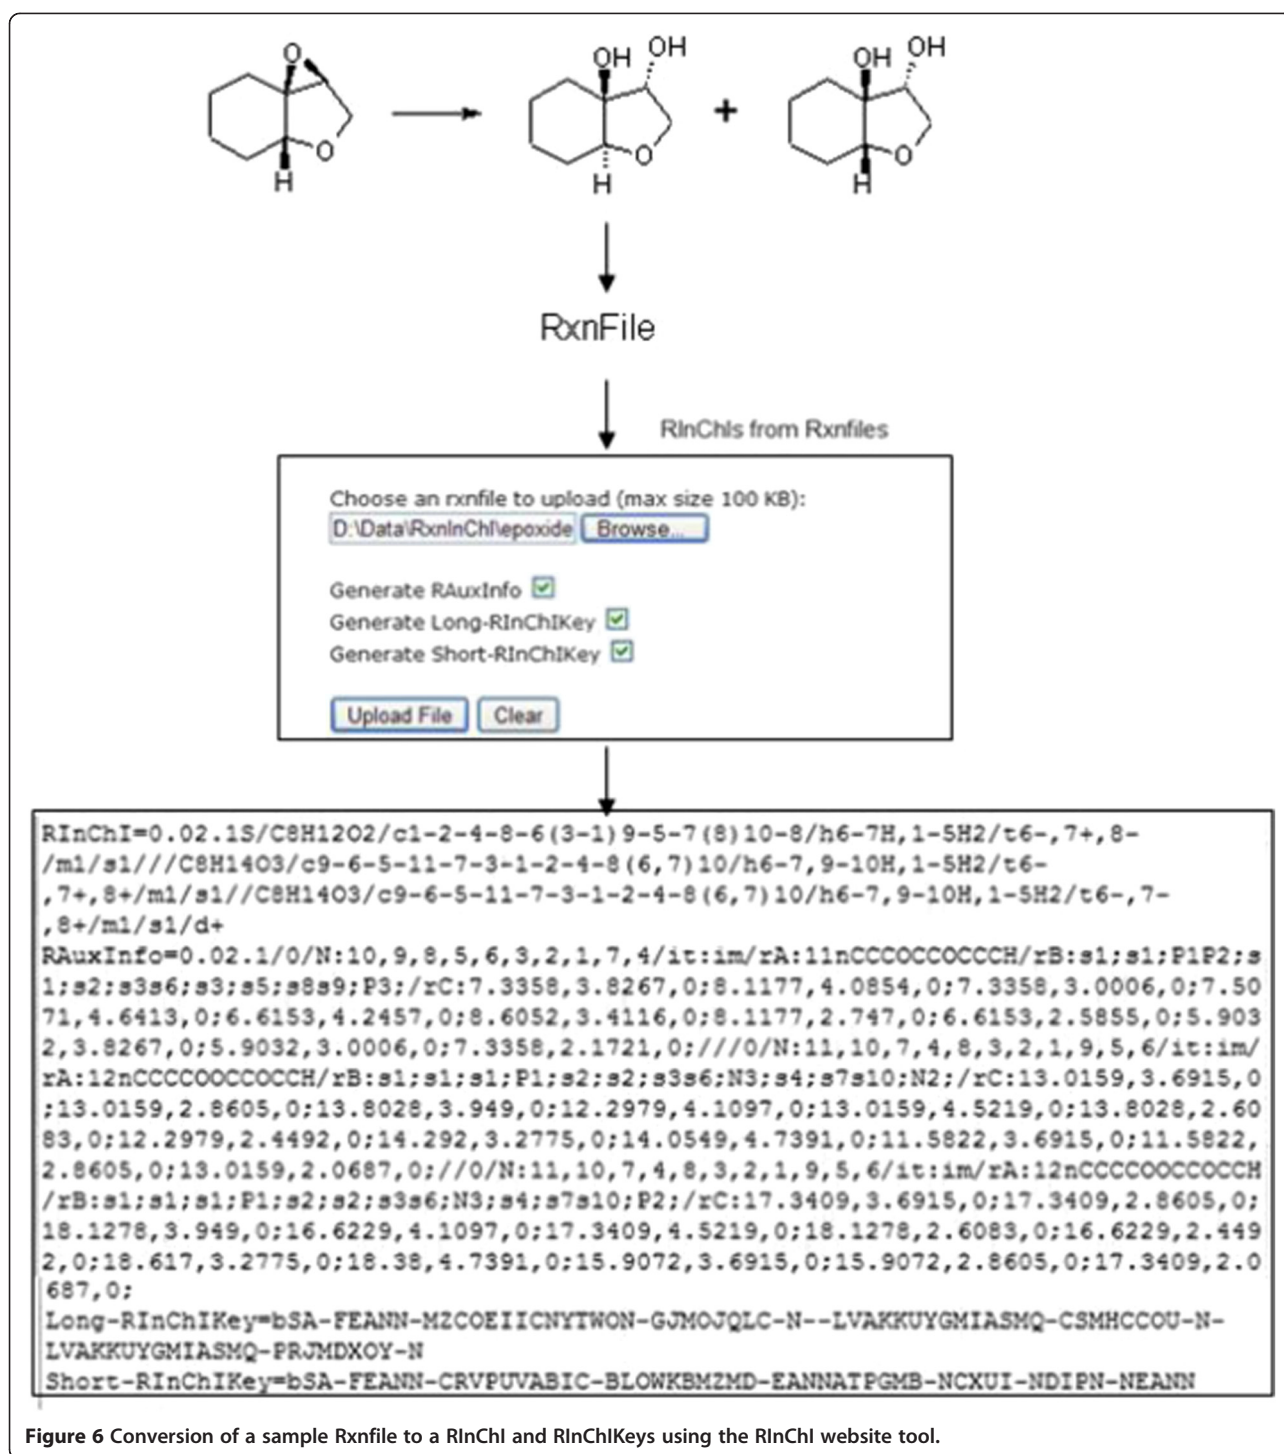 O
O
H
OH
OH
O
H
+
OH
OH
O
H
RxnFile
RInChIs from Rxnfiles
Choose an rxnfile to upload (max size 100 KB):
D:\Data\RxnInChI\epoxide Browse...
Generate RAuxInfo
Generate Long-RInChIKey
Generate Short-RInChIKey
Upload File Clear
RInChI=0.02.1S/C8H12O2/c1-2-4-8-6(3-1)9-5-7(8)10-8/h6-7H,1-5H2/t6-,7+,8-
/m1/s1///C8H14O3/c9-6-5-11-7-3-1-2-4-8(6,7)10/h6-7,9-10H,1-5H2/t6-
,7+,8+/m1/s1//C8H14O3/c9-6-5-11-7-3-1-2-4-8(6,7)10/h6-7,9-10H,1-5H2/t6-,7-
,8+/m1/s1/d+
RAuxInfo=0.02.1/0/N:10,9,8,5,6,3,2,1,7,4/it:im/rA:11nCCCOCCOCCCH/rB:s1;s1;P1P2;s
1;s2;s3s6;s3;s5;s8s9;P3;/rC:7.3358,3.8267,0;8.1177,4.0854,0;7.3358,3.0006,0;7.50
71,4.6413,0;6.6153,4.2457,0;8.6052,3.4116,0;8.1177,2.747,0;6.6153,2.5855,0;5.903
2,3.8267,0;5.9032,3.0006,0;7.3358,2.1721,0;///0/N:11,10,7,4,8,3,2,1,9,5,6/it:im/
rA:12nCCCCOOCCOCCH/rB:s1;s1;s1;P1;s2;s2;s3s6;N3;s4;s7s10;N2;/rC:13.0159,3.6915,0
;13.0159,2.8605,0;13.8028,3.949,0;12.2979,4.1097,0;13.0159,4.5219,0;13.8028,2.60
83,0;12.2979,2.4492,0;14.292,3.2775,0;14.0549,4.7391,0;11.5822,3.6915,0;11.5822,
2.8605,0;13.0159,2.0687,0;//0/N:11,10,7,4,8,3,2,1,9,5,6/it:im/rA:12nCCCCOOCCOCCH
/rB:s1;s1;s1;P1;s2;s2;s3s6;N3;s4;s7s10;P2;/rC:17.3409,3.6915,0;17.3409,2.8605,0;
18.1278,3.949,0;16.6229,4.1097,0;17.3409,4.5219,0;18.1278,2.6083,0;16.6229,2.449
2,0;18.617,3.2775,0;18.38,4.7391,0;15.9072,3.6915,0;15.9072,2.8605,0;17.3409,2.0
687,0;
Long-RInChIKey=bSA-FEANN-MZCOEIICNYTWON-GJMOJQLC-N--LVAKKUYGMIASMQ-CSMHCCOU-N-
LVAKKUYGMIASMQ-PRJMDXOY-N
Short-RInChIKey=bSA-FEANN-CRVPUVABIC-BLOWKBMZMD-EANNATPGMB-NCXUI-NDIPN-NEANN
Figure 6 Conversion of a sample Rxnfile to a RInChI and RInChIKeys using the RInChI website tool.